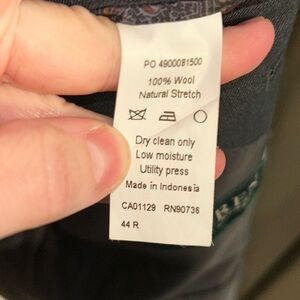 PO 4900081500
100% Wool
Natural Stretch
Dry clean only
Low moisture
Utility press
Made in Indonesia
CA01129 RN90736
44 R